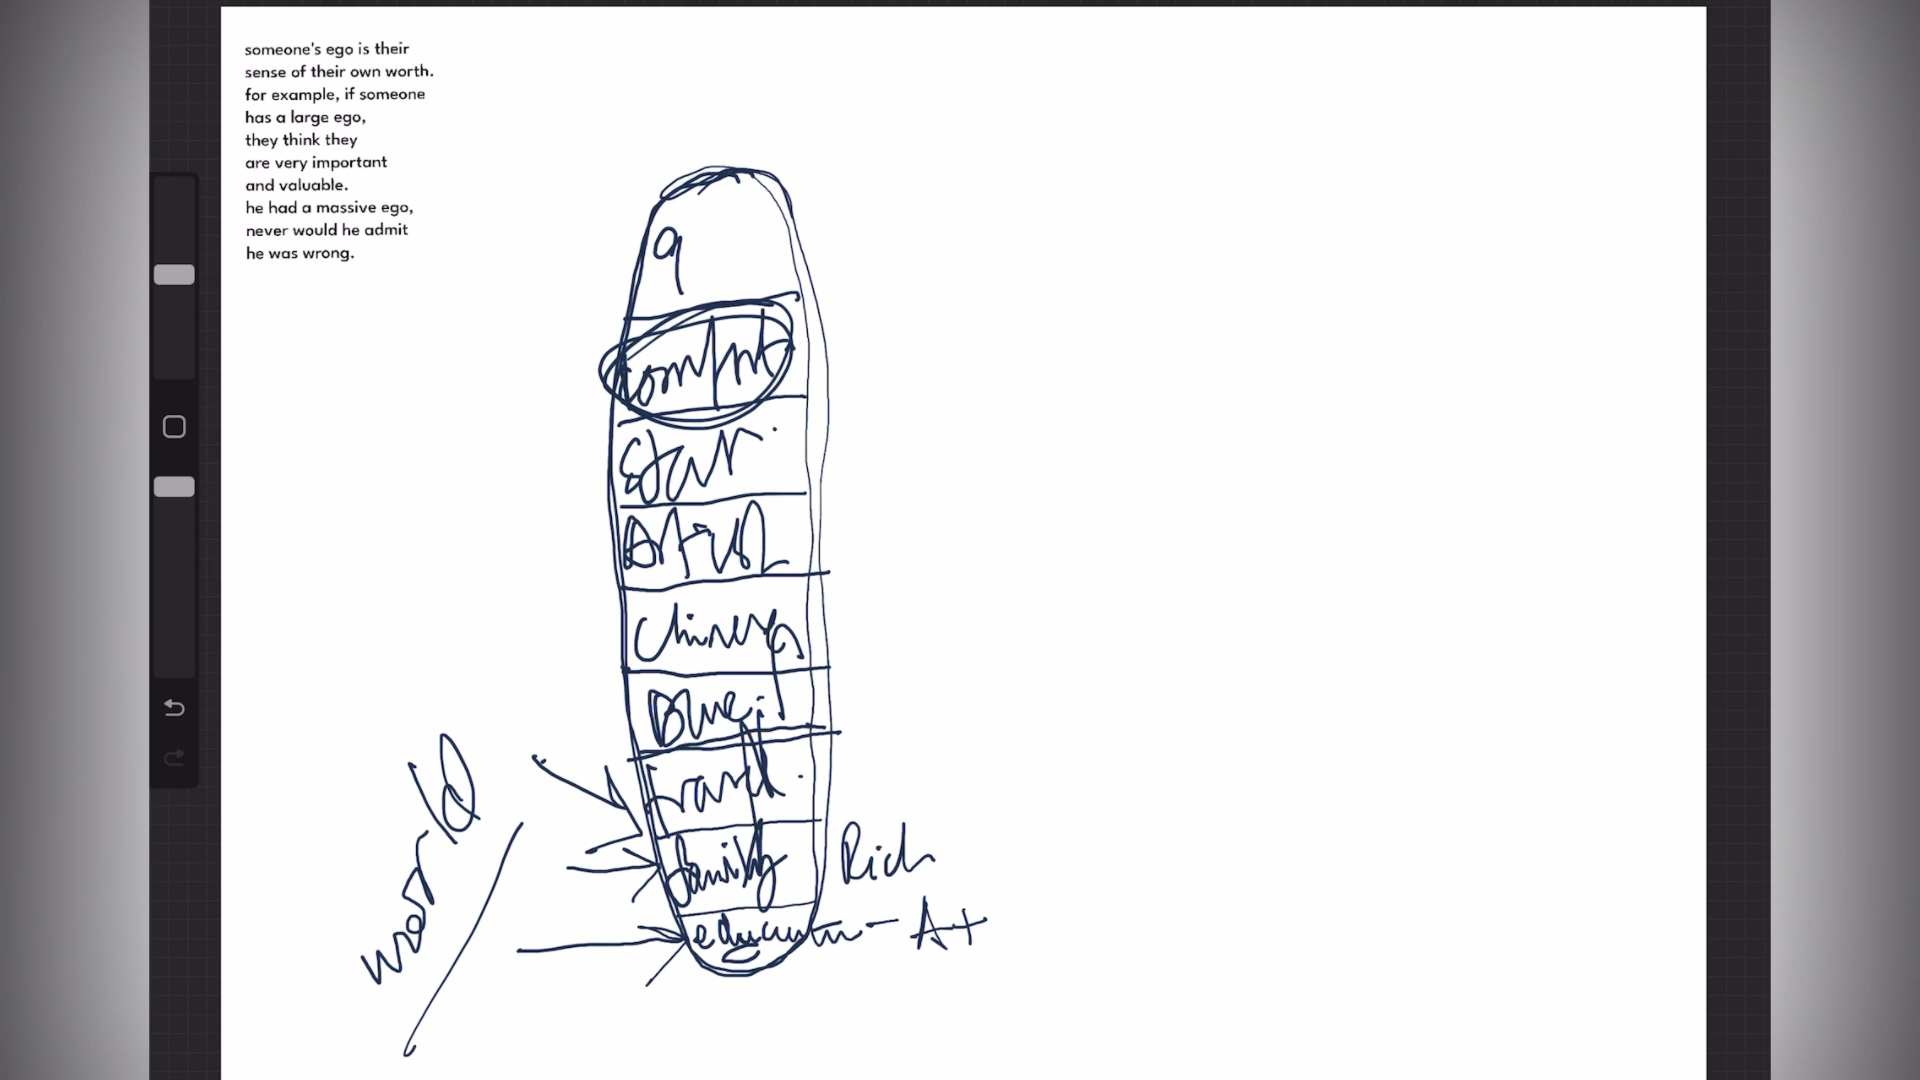 someone's ego is their
sense of their own worth.
for example, if someone
has a large ego,
they think they
are very important
and valuable.
he had a massive ego,
never would he admit
he was wrong.
9
Blue
family
Rich
A+
world